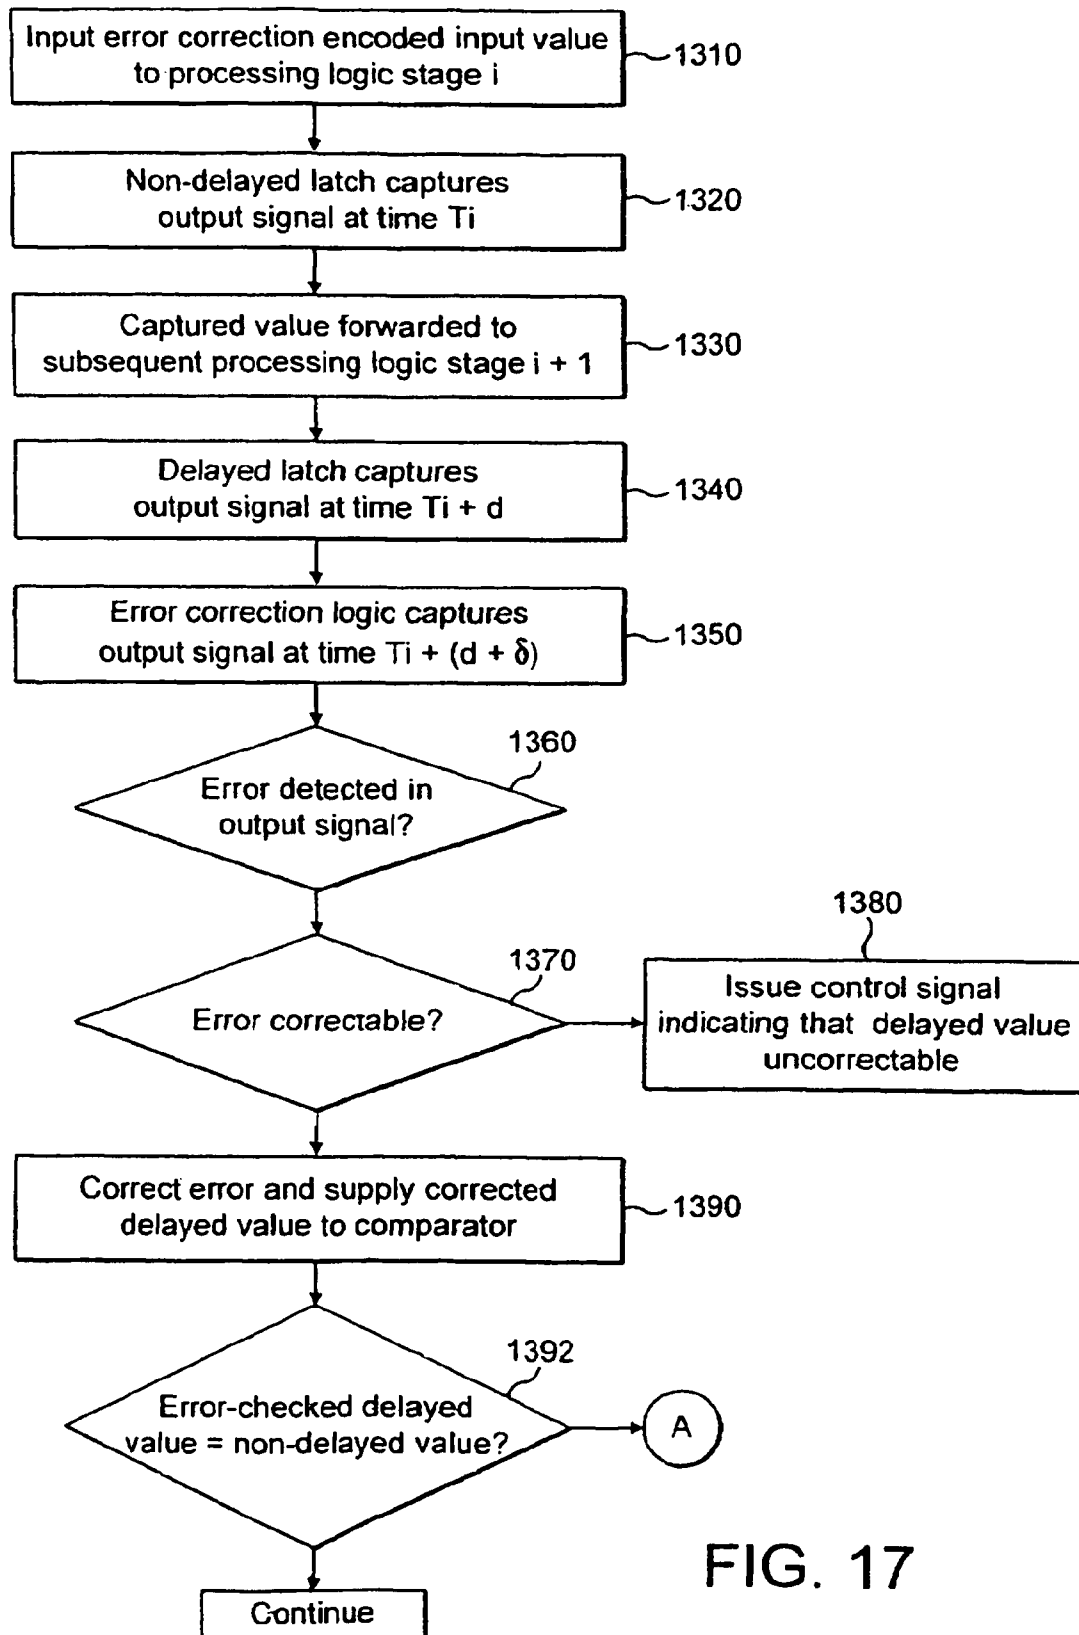 Input error correction encoded input value
to processing logic stage i
1310
Non-delayed latch captures
output signal at time Ti
1320
Captured value forwarded to
subsequent processing logic stage i + 1
1330
Delayed latch captures
output signal at time Ti + d
1340
Error correction logic captures
output signal at time Ti + (d + δ)
1350
1360
Error detected in
output signal?
1370
Error correctable?
1380
Issue control signal
indicating that delayed value
uncorrectable
Correct error and supply corrected
delayed value to comparator
1390
1392
Error-checked delayed
value = non-delayed value?
A
FIG. 17
Continue